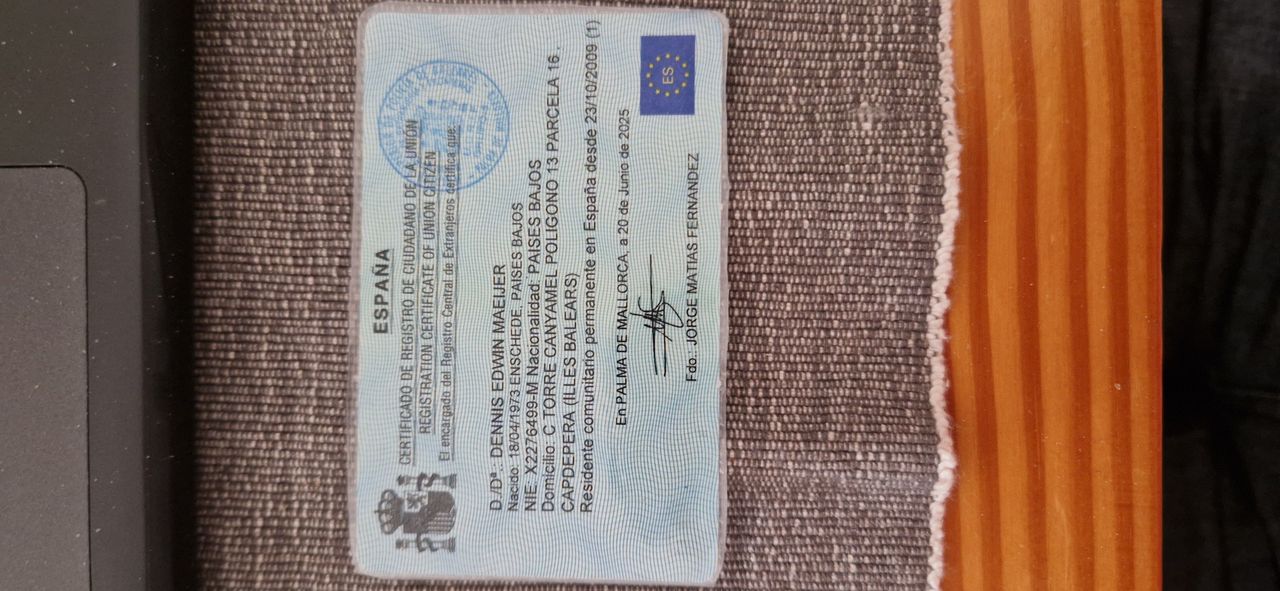 ESPAÑA
CERTIFICADO DE REGISTRO DE CIUDADANO DE LA UNIÓN
REGISTRATION CERTIFICATE OF UNION CITIZEN
El encargado del Registro Central de Extranjeros certifica que:
D./Dª.: DENNIS EDWIN MAEIJER
Nacido: 18/04/1973 ENSCHEDE, PAISES BAJOS
NIE: X2276499-M Nacionalidad: PAISES BAJOS
Domicilio: C TORRE CANYAMEL POLIGONO 13 PARCELA 16 .
CAPDEPERA (ILLES BALEARS)
Residente comunitario permanente en España desde 23/10/2009 (1)
En PALMA DE MALLORCA, a 20 de Junio de 2025
Fdo.: JORGE MATIAS FERNANDEZ
ES